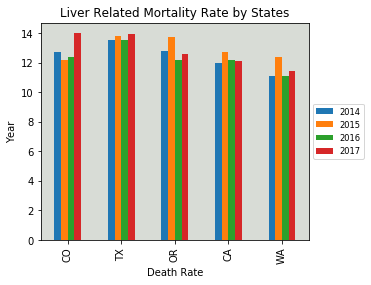 Liver Related Mortality Rate by States
Year
14
12
10
8
6
4
2
0
CO
TX
OR
CA
WA
Death Rate
2014
2015
2016
2017